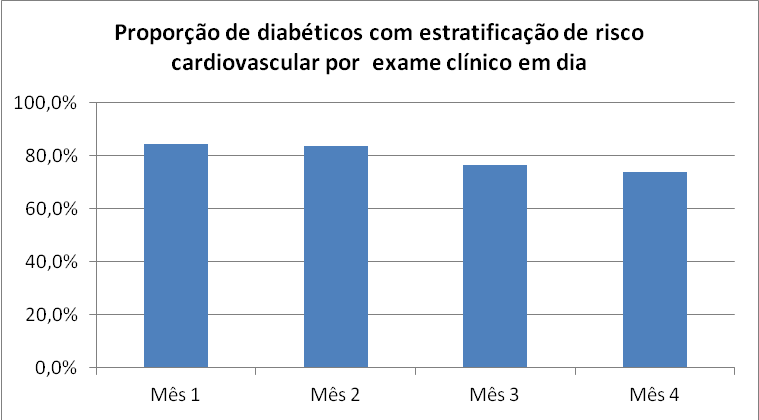 Proporção de diabéticos com estratificação de risco
cardiovascular por  exame clínico em dia
100,0%
80,0%
60,0%
40,0%
20,0%
0,0%
Mês 1
Mês 2
Mês 3
Mês 4